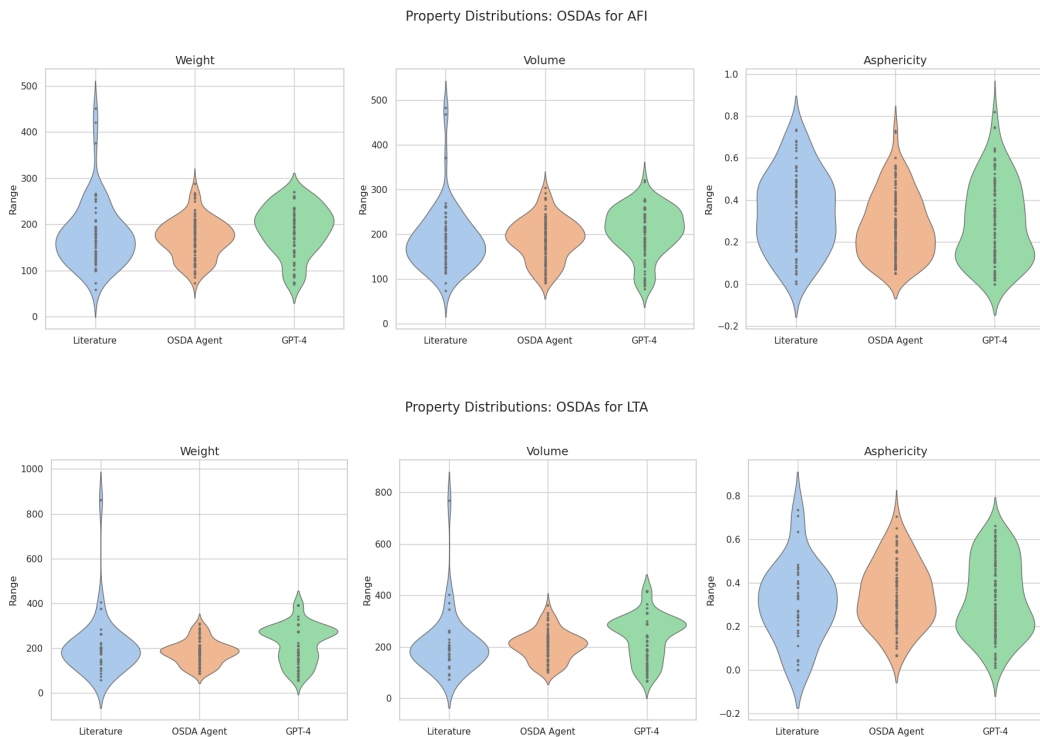 Property Distributions: OSDAs for AFI
Weight
Volume
Asphericity
Range
500
400
300
200
100
0
Literature
OSDA Agent
GPT-4
Range
500
400
300
200
100
0
Literature
OSDA Agent
GPT-4
Range
1.0
0.8
0.6
0.4
0.2
0.0
−0.2
Literature
OSDA Agent
GPT-4
Property Distributions: OSDAs for LTA
Weight
Volume
Asphericity
Range
1000
800
600
400
200
0
Literature
OSDA Agent
GPT-4
Range
800
600
400
200
0
Literature
OSDA Agent
GPT-4
Range
0.8
0.6
0.4
0.2
0.0
−0.2
Literature
OSDA Agent
GPT-4